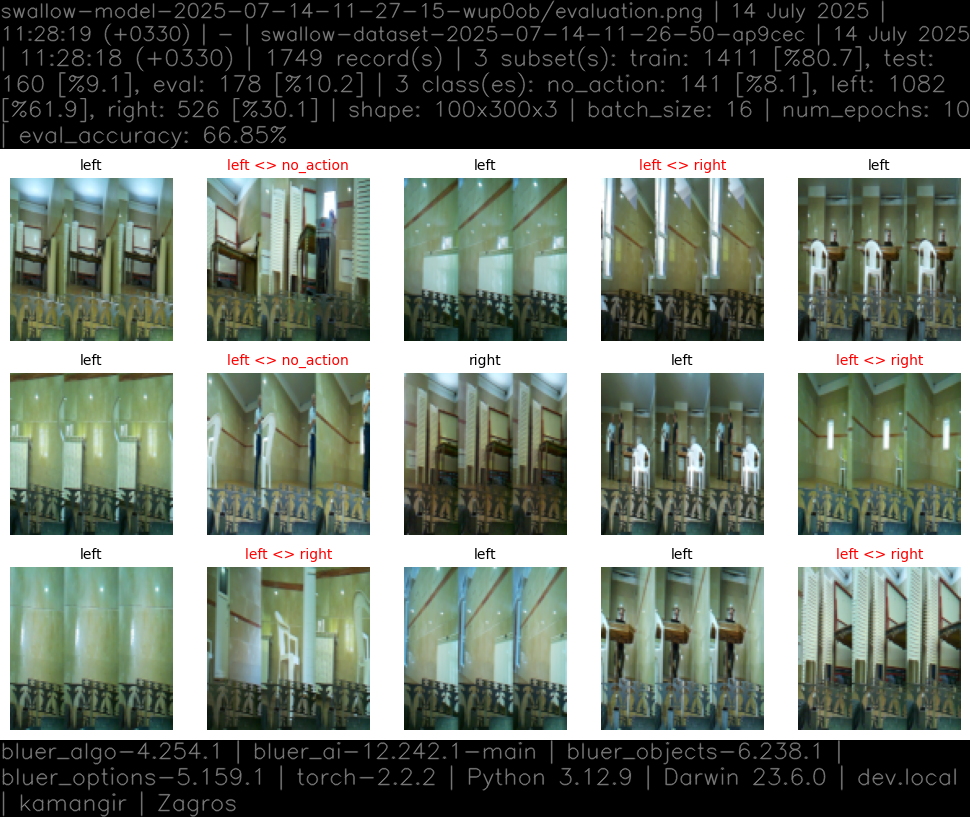 swallow-model-2025-07-14-11-27-15-wup0ob/evaluation.png | 14 July 2025 |
11:28:19 (+0330) | - | swallow-dataset-2025-07-14-11-26-50-ap9cec | 14 July 2025
| 11:28:18 (+0330) | 1749 record(s) | 3 subset(s): train: 1411 [%80.7], test:
160 [%9.1], eval: 178 [%10.2] | 3 class(es): no_action: 141 [%8.1], left: 1082
[%61.9], right: 526 [%30.1] | shape: 100x300x3 | batch_size: 16 | num_epochs: 10
| eval_accuracy: 66.85%
left
left <> no_action
left
left <> right
left
left
left <> no_action
right
left
left <> right
left
left <> right
left
left
left <> right
bluer_algo-4.254.1 | bluer_ai-12.242.1-main | bluer_objects-6.238.1 |
bluer_options-5.159.1 | torch-2.2.2 | Python 3.12.9 | Darwin 23.6.0 | dev.local
| kamangir | Zagros